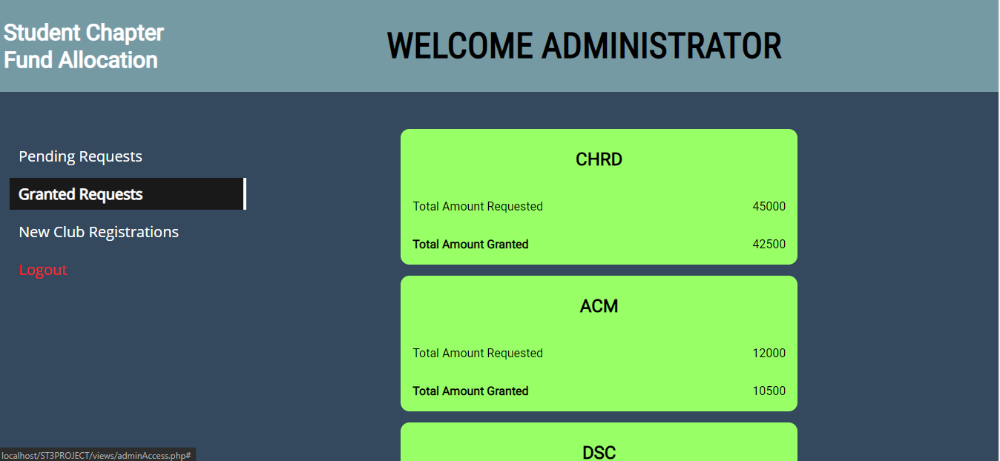 Student Chapter
Fund Allocation
WELCOME ADMINISTRATOR
Pending Requests
Granted Requests
New Club Registrations
Logout
CHRD
Total Amount Requested 45000
Total Amount Granted 42500
ACM
Total Amount Requested 12000
Total Amount Granted 10500
DSC
localhost/ST3PROJECT/views/adminAccess.php#